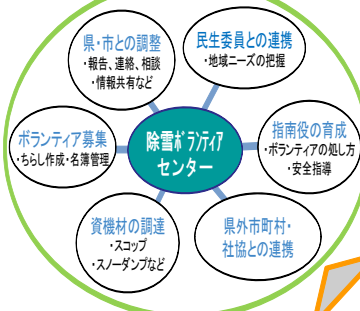 県・市との調整
・報告、連絡、相談
・情報共有など
民生委員との連携
・地域ニーズの把握
ボランティア募集
・ちらし作成・名簿管理
除雪ﾎﾞﾗﾝﾃｨｱ
センター
指南役の育成
・ボランティアの処し方
・安全指導
資機材の調達
・スコップ
・スノーダンプなど
県外市町村・
社協との連携